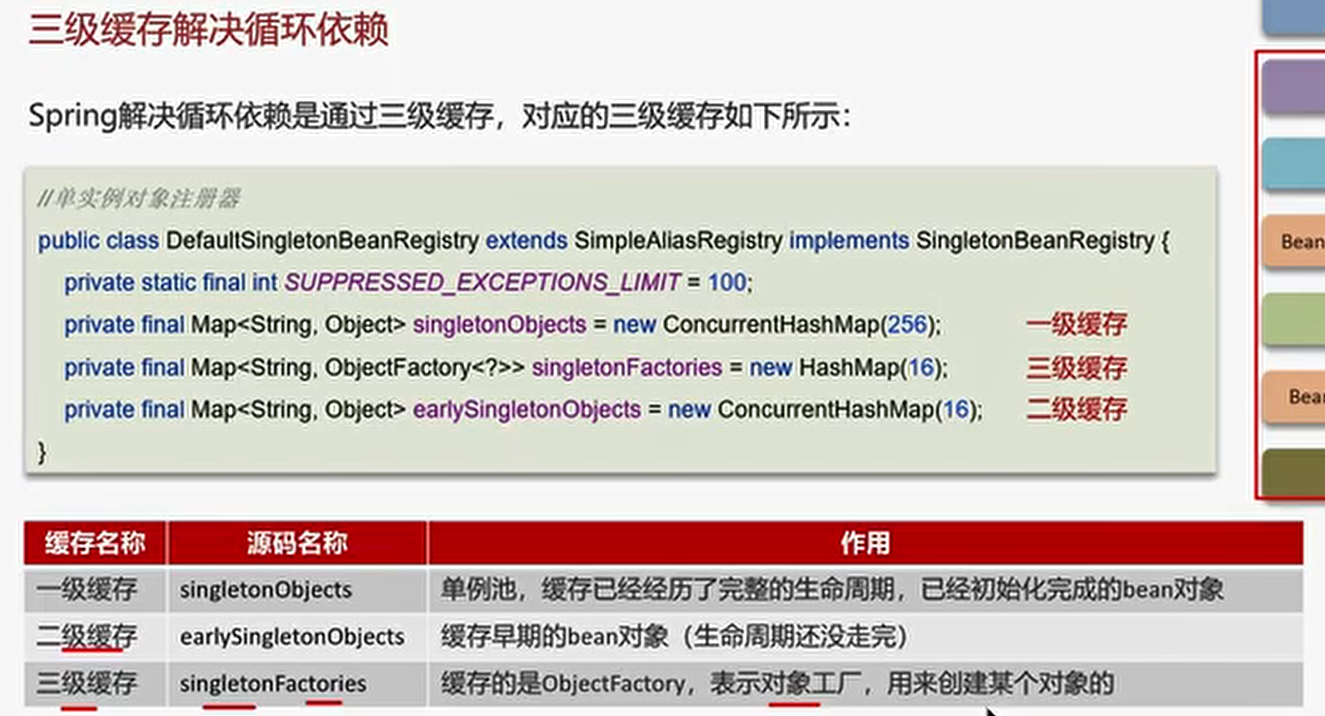 三级缓存解决循环依赖
Spring解决循环依赖是通过三级缓存，对应的三级缓存如下所示：
//单实例对象注册器
public class DefaultSingletonBeanRegistry extends SimpleAliasRegistry implements SingletonBeanRegistry {
private static final int SUPPRESSED_EXCEPTIONS_LIMIT = 100;
private final Map<String, Object> singletonObjects = new ConcurrentHashMap(256); 一级缓存
private final Map<String, ObjectFactory<?>> singletonFactories = new HashMap(16); 三级缓存
private final Map<String, Object> earlySingletonObjects = new ConcurrentHashMap(16); 二级缓存
}
Bean
缓存名称 源码名称 作用
一级缓存 singletonObjects 单例池，缓存已经经历了完整的生命周期，已经初始化完成的bean对象
二级缓存 earlySingletonObjects 缓存早期的bean对象（生命周期还没走完）
三级缓存 singletonFactories 缓存的是ObjectFactory，表示对象工厂，用来创建某个对象的